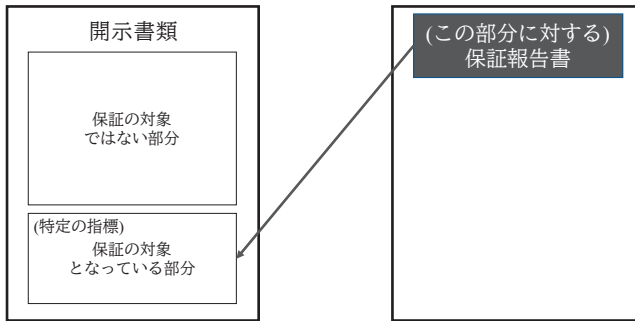 開示書類
保証の対象
ではない部分
(特定の指標)
保証の対象
となっている部分
(この部分に対する)
保証報告書